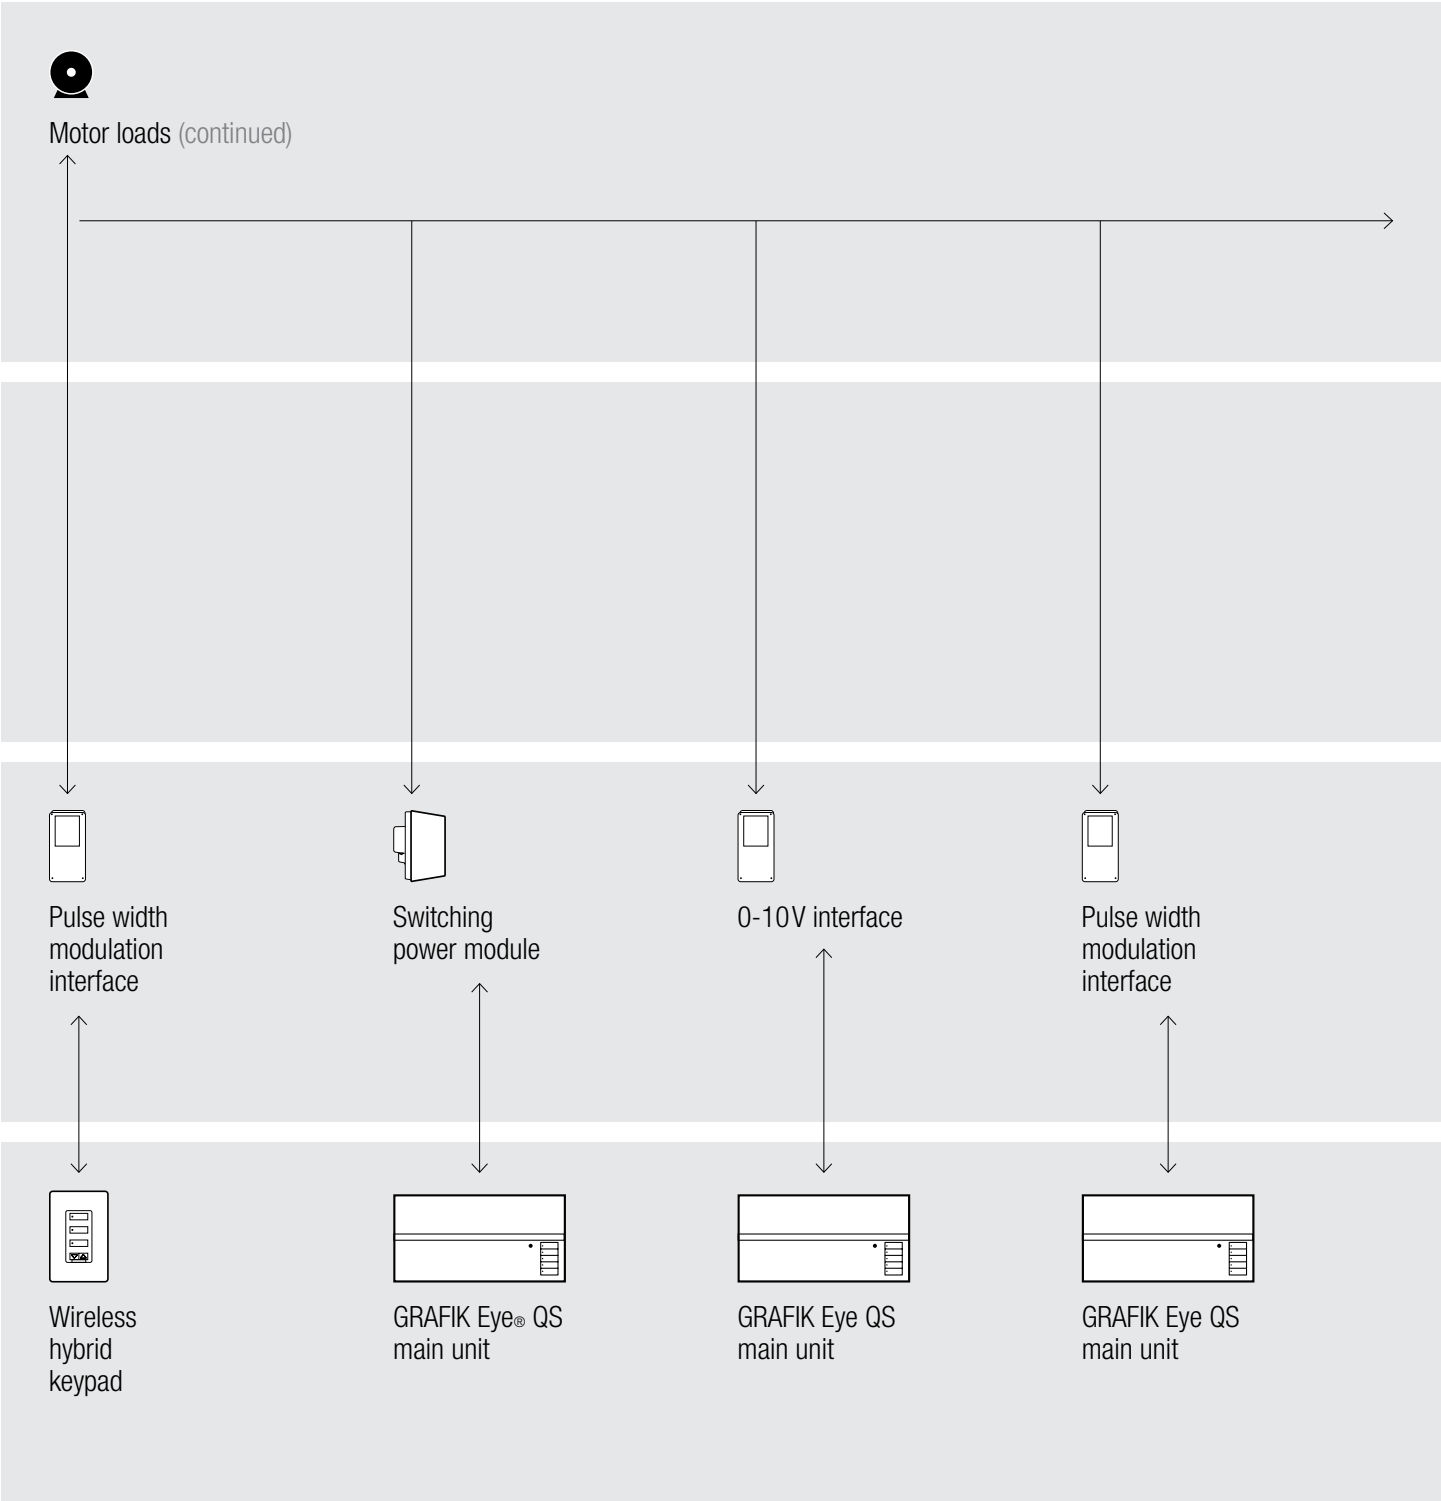 Motor loads (continued)
Pulse width
modulation
interface
Switching
power module
0-10V interface
Pulse width
modulation
interface
Wireless
hybrid
keypad
GRAFIK Eye® QS
main unit
GRAFIK Eye QS
main unit
GRAFIK Eye QS
main unit